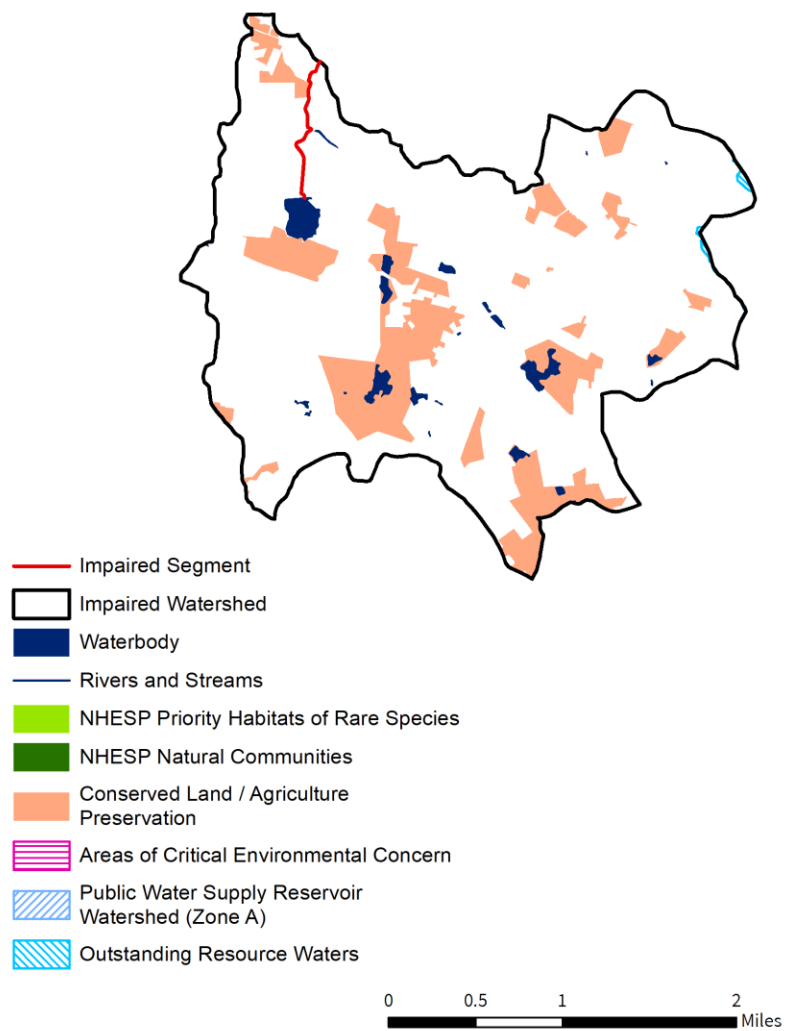 Impaired Segment
Impaired Watershed
Waterbody
Rivers and Streams
NHESP Priority Habitats of Rare Species
NHESP Natural Communities
Conserved Land / Agriculture
Preservation
Areas of Critical Environmental Concern
Public Water Supply Reservoir
Watershed (Zone A)
Outstanding Resource Waters
0 0.5 1 2
Miles